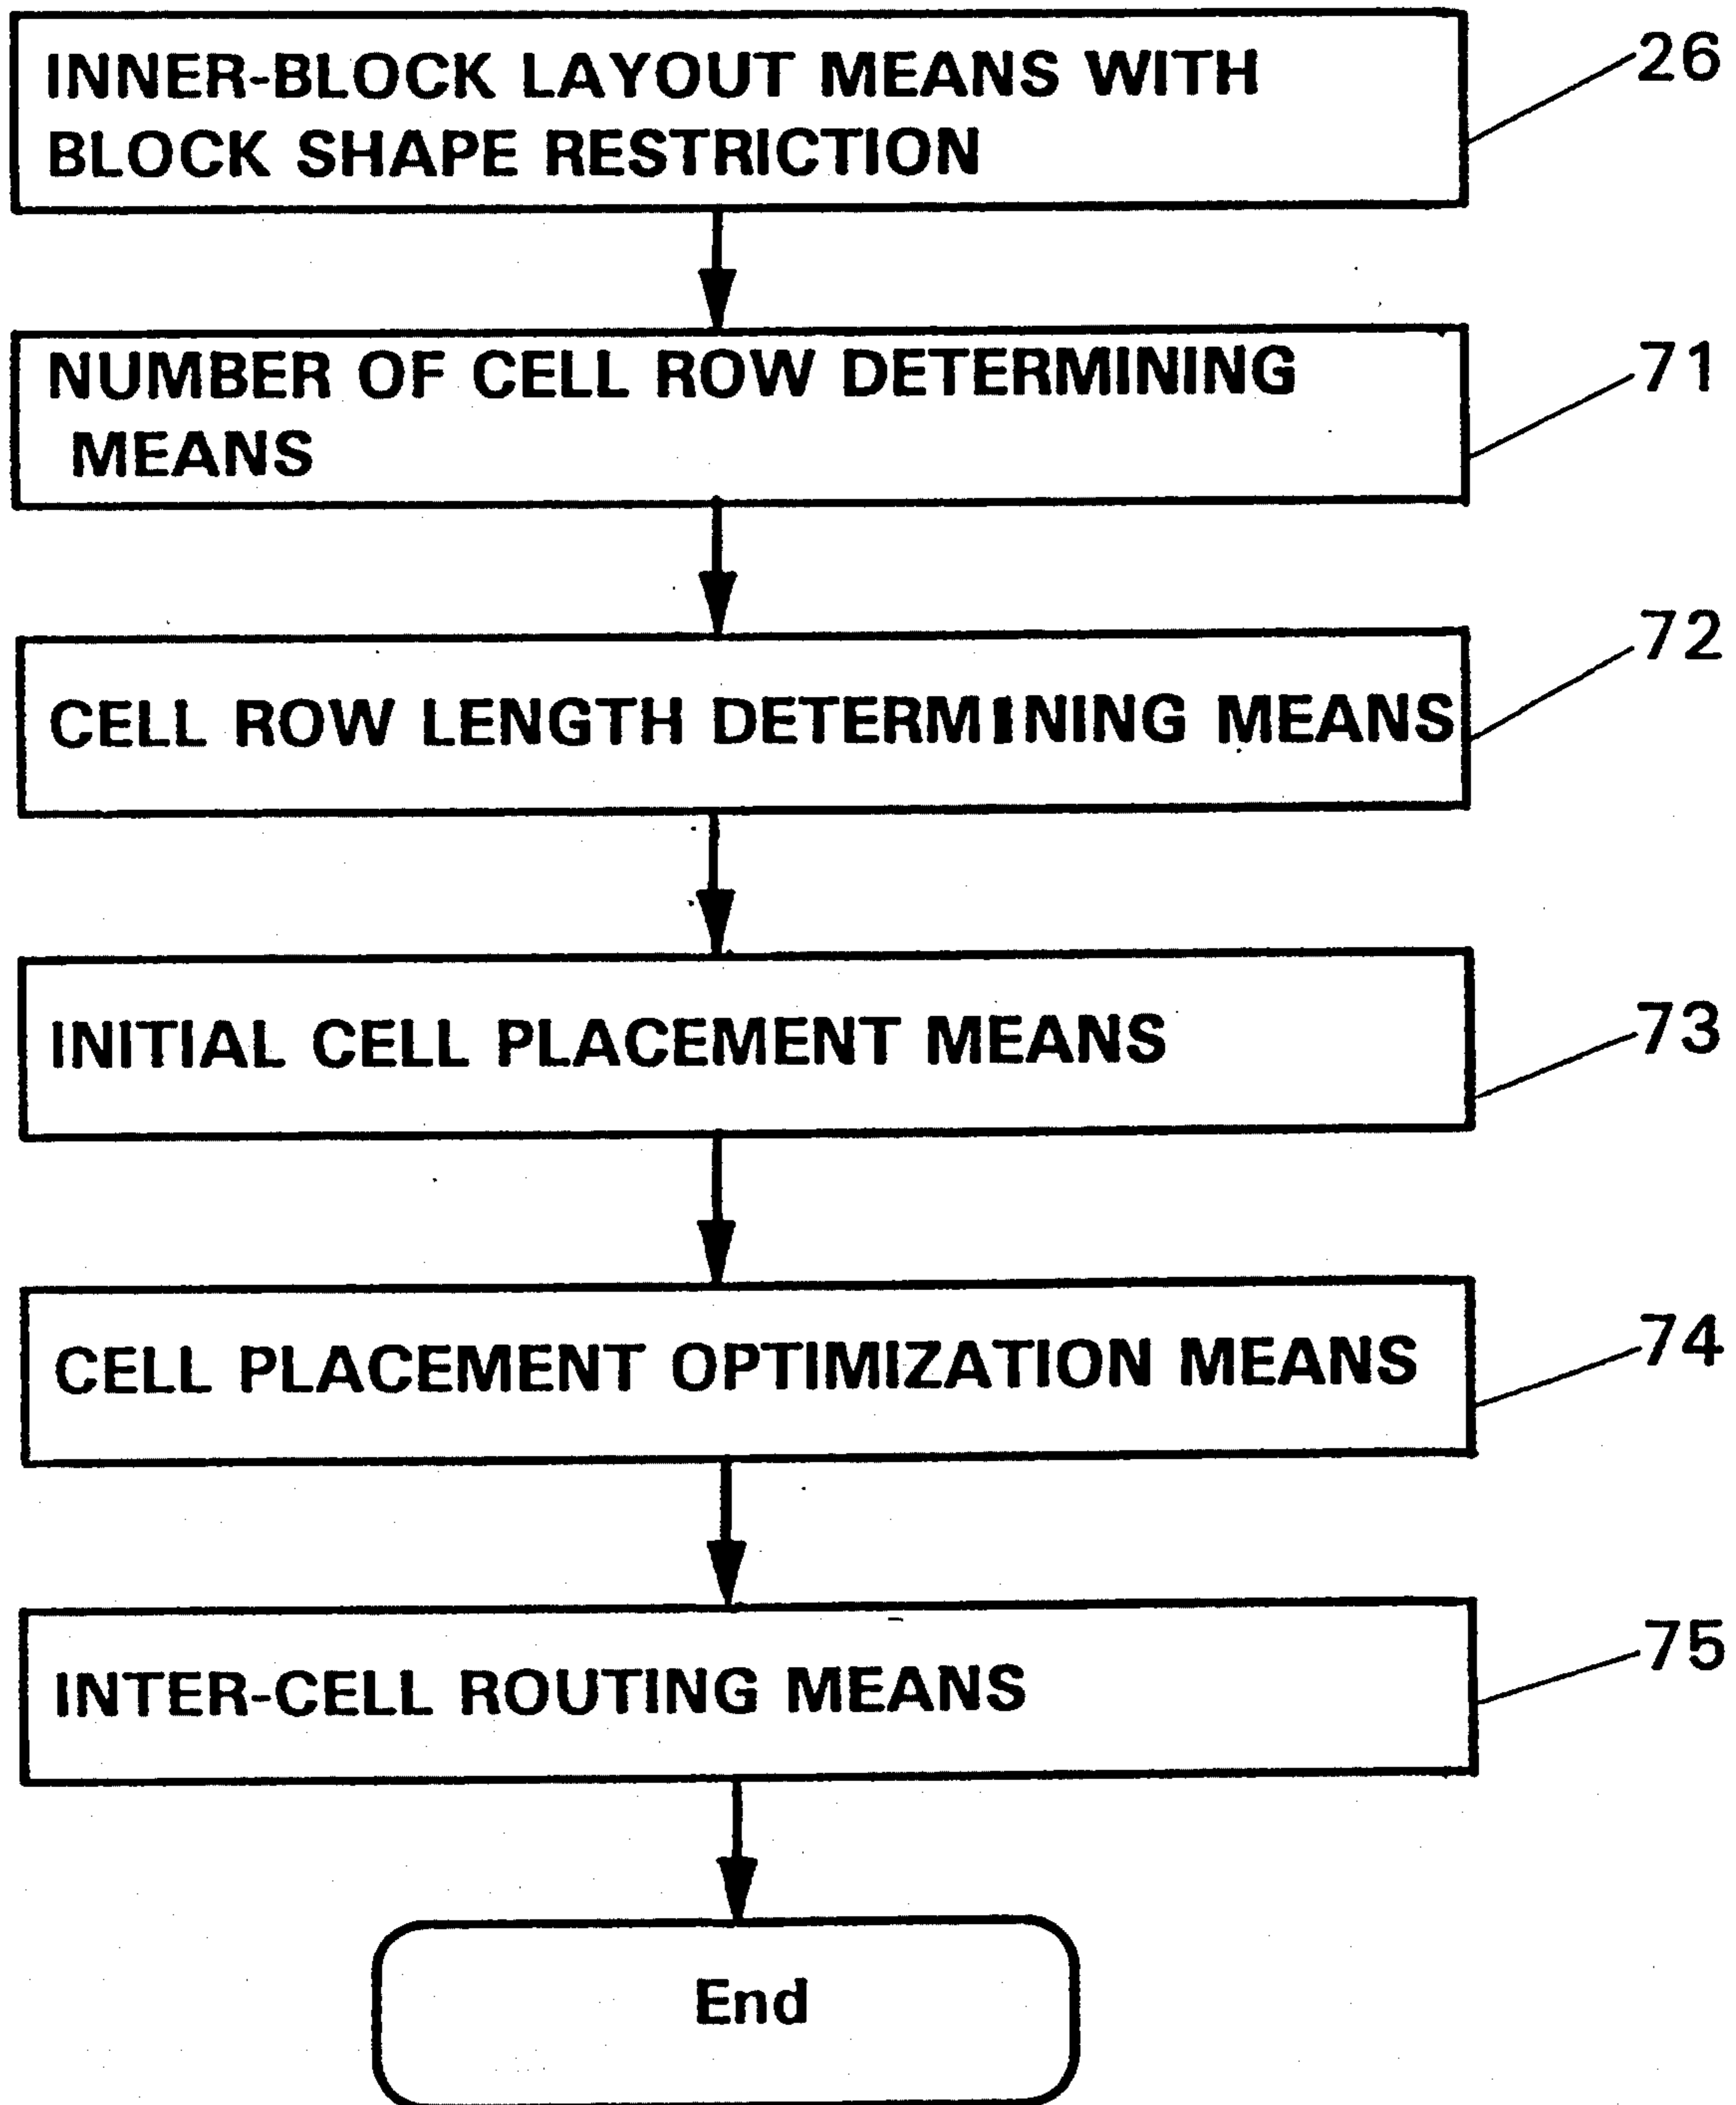 INNER-BLOCK LAYOUT MEANS WITH
BLOCK SHAPE RESTRICTION
26
NUMBER OF CELL ROW DETERMINING
MEANS
71
CELL ROW LENGTH DETERMINING MEANS
72
INITIAL CELL PLACEMENT MEANS
73
CELL PLACEMENT OPTIMIZATION MEANS
74
INTER-CELL ROUTING MEANS
75
End